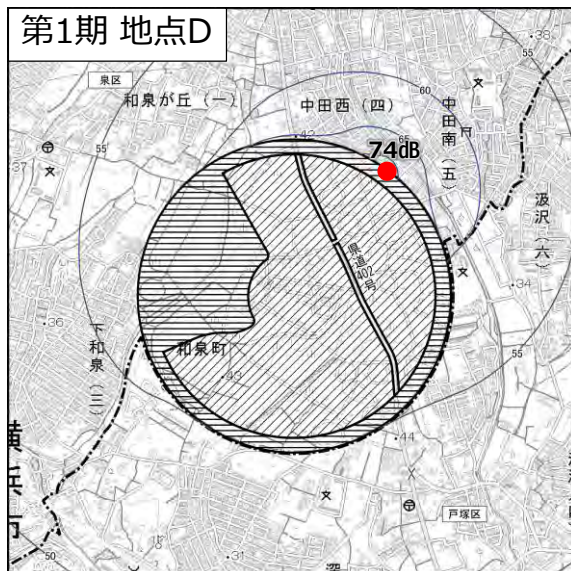 第1期 地点D
泉区
和泉が丘(一)
中田西(四)
中田南(五)
汲沢(六)
74dB
県道402号
和泉町
下和泉(三)
横浜市
戸塚区
38
60
65
55
42
37
55
34
36
55
43
44
31
50